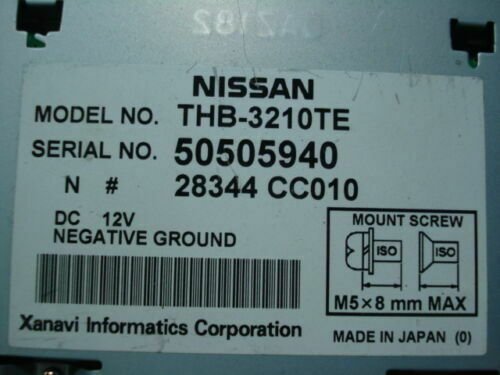 NISSAN
MODEL NO. THB-3210TE
SERIAL NO. 50505940
N # 28344 CC010
DC 12V
NEGATIVE GROUND
MOUNT SCREW
ISO ISO
M5×8 mm MAX
Xanavi Informatics Corporation
MADE IN JAPAN (0)